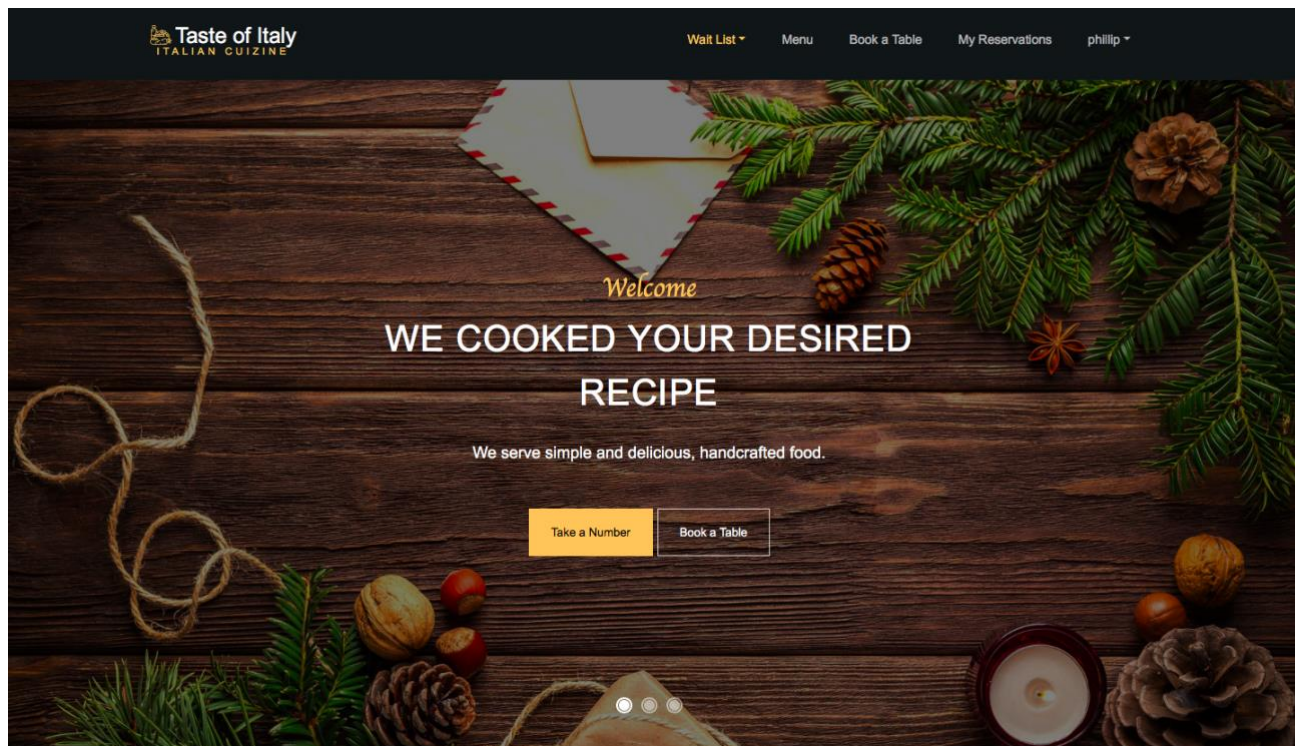 Taste of Italy
ITALIAN CUIZINE
Wait List
Menu
Book a Table
My Reservations
phillip
Welcome
WE COOKED YOUR DESIRED
RECIPE
We serve simple and delicious, handcrafted food.
Take a Number
Book a Table